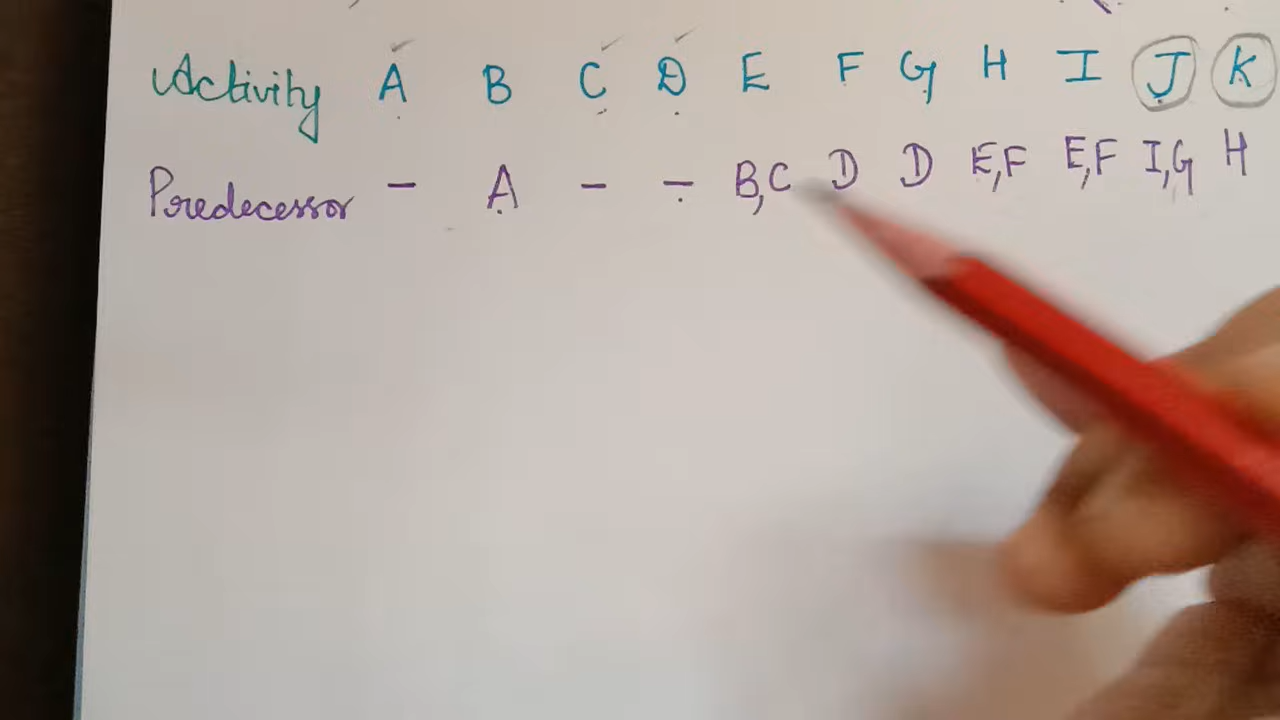 Activity A B C D E F G H I J K
Predecessor - A - - B,C D D E,F E,F I,G H